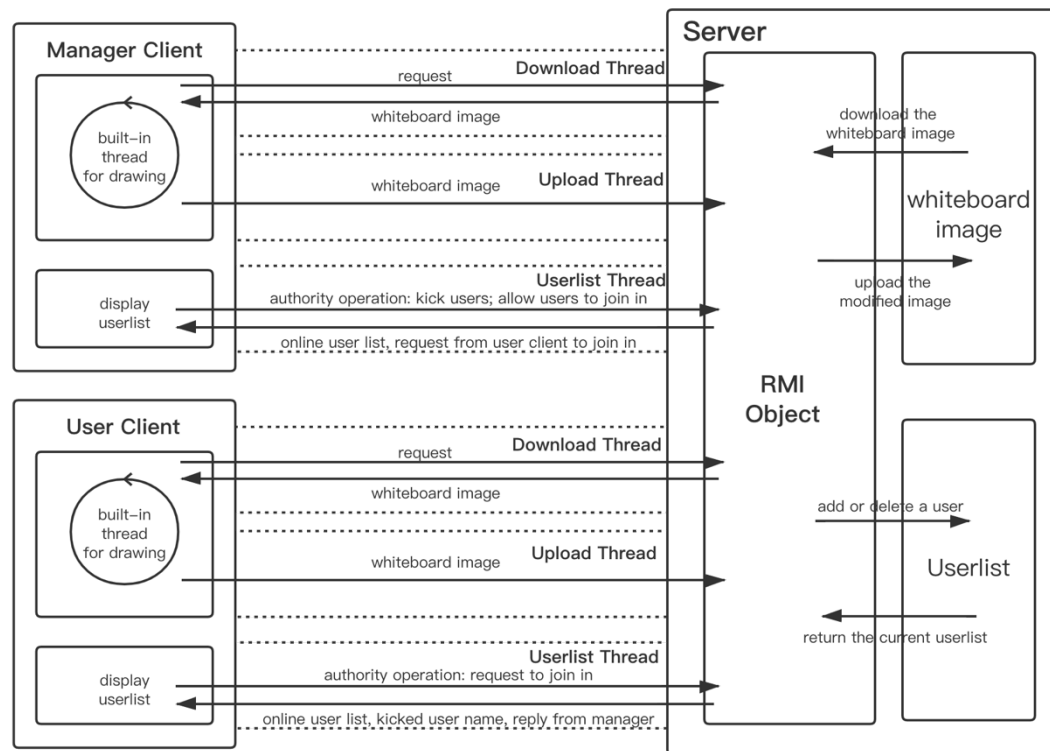 Manager Client
built-in
thread
for drawing
display
userlist
Download Thread
request
whiteboard image
Upload Thread
whiteboard image
Userlist Thread
authority operation: kick users; allow users to join in
online user list, request from user client to join in
User Client
built-in
thread
for drawing
display
userlist
Download Thread
request
whiteboard image
Upload Thread
whiteboard image
Userlist Thread
authority operation: request to join in
online user list, kicked user name, reply from manager
Server
RMI
Object
download the
whiteboard image
whiteboard
image
upload the
modified image
add or delete a user
Userlist
return the current userlist